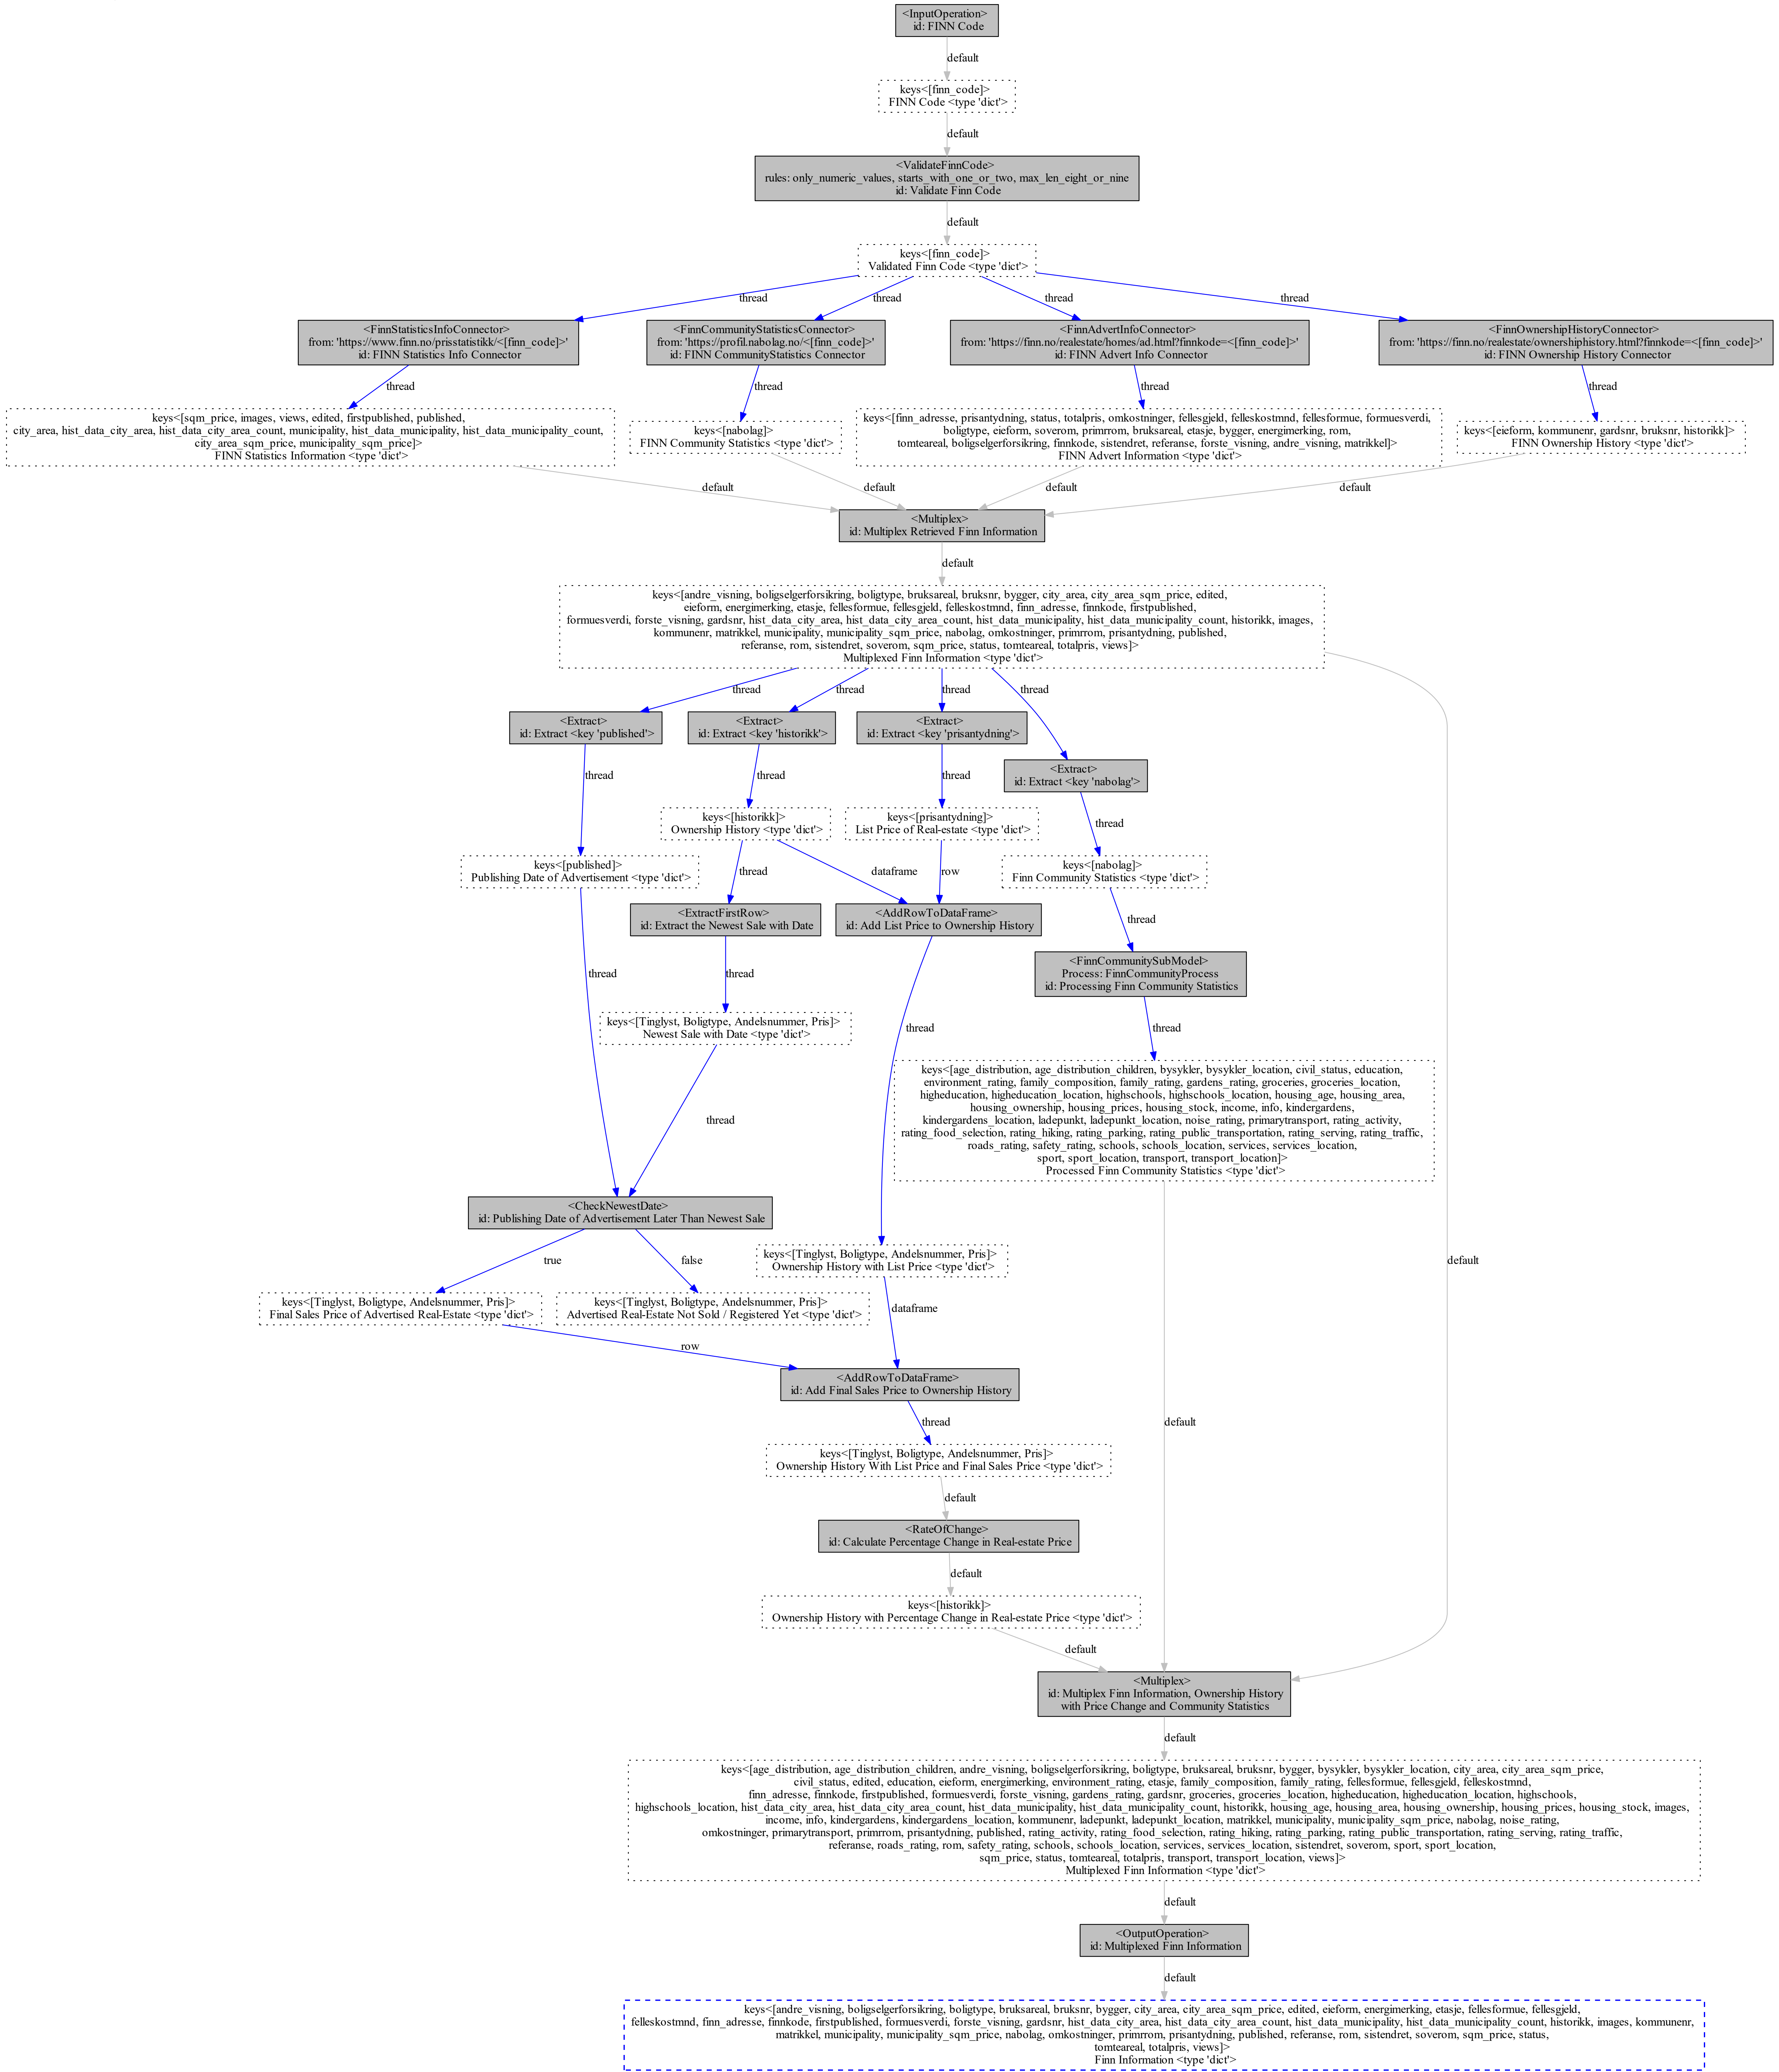 <InputOperation>
id: FINN Code
default
keys<[finn_code]>
FINN Code <type 'dict'>
default
<ValidateFinnCode>
rules: only_numeric_values, starts_with_one_or_two, max_len_eight_or_nine
id: Validate Finn Code
default
keys<[finn_code]>
Validated Finn Code <type 'dict'>
thread
thread
thread
thread
<FinnStatisticsInfoConnector>
from: 'https://www.finn.no/prisstatistikk/<[finn_code]>'
id: FINN Statistics Info Connector
<FinnCommunityStatisticsConnector>
from: 'https://profil.nabolag.no/<[finn_code]>'
id: FINN CommunityStatistics Connector
<FinnAdvertInfoConnector>
from: 'https://finn.no/realestate/homes/ad.html?finnkode=<[finn_code]>'
id: FINN Advert Info Connector
<FinnOwnershipHistoryConnector>
from: 'https://finn.no/realestate/ownershiphistory.html?finnkode=<[finn_code]>'
id: FINN Ownership History Connector
thread
thread
thread
thread
keys<[sqm_price, images, views, edited, firstpublished, published,
city_area, hist_data_city_area, hist_data_city_area_count, municipality, hist_data_municipality, hist_data_municipality_count,
city_area_sqm_price, municipality_sqm_price]>
FINN Statistics Information <type 'dict'>
keys<[nabolag]>
FINN Community Statistics <type 'dict'>
keys<[finn_adresse, prisantydning, status, totalpris, omkostninger, fellesgjeld, felleskostmnd, fellesformue, formuesverdi,
boligtype, eieform, soverom, primrom, bruksareal, etasje, bygger, energimerking, rom,
tomteareal, boligselgerforsikring, finnkode, sistendret, referanse, forste_visning, andre_visning, matrikkel]>
FINN Advert Information <type 'dict'>
keys<[eieform, kommunenr, gardsnr, bruksnr, historikk]>
FINN Ownership History <type 'dict'>
default
default
default
default
<Multiplex>
id: Multiplex Retrieved Finn Information
default
keys<[andre_visning, boligselgerforsikring, boligtype, bruksareal, bruksnr, bygger, city_area, city_area_sqm_price, edited,
eieform, energimerking, etasje, fellesformue, fellesgjeld, felleskostmnd, finn_adresse, finnkode, firstpublished,
formuesverdi, forste_visning, gardsnr, hist_data_city_area, hist_data_city_area_count, hist_data_municipality, hist_data_municipality_count, historikk, images,
kommunenr, matrikkel, municipality, municipality_sqm_price, nabolag, omkostninger, primrrom, prisantydning, published,
referanse, rom, sistendret, soverom, sqm_price, status, tomteareal, totalpris, views]>
Multiplexed Finn Information <type 'dict'>
thread
thread
thread
thread
<Extract>
id: Extract <key 'published'>
<Extract>
id: Extract <key 'historikk'>
<Extract>
id: Extract <key 'prisantydning'>
<Extract>
id: Extract <key 'nabolag'>
thread
thread
thread
thread
keys<[historikk]>
Ownership History <type 'dict'>
keys<[prisantydning]>
List Price of Real-estate <type 'dict'>
keys<[published]>
Publishing Date of Advertisement <type 'dict'>
keys<[nabolag]>
Finn Community Statistics <type 'dict'>
thread
dataframe
row
<ExtractFirstRow>
id: Extract the Newest Sale with Date
<AddRowToDataFrame>
id: Add List Price to Ownership History
thread
<FinnCommunitySubModel>
Process: FinnCommunityProcess
id: Processing Finn Community Statistics
thread
thread
keys<[Tinglyst, Boligtype, Andelsnummer, Pris]>
Newest Sale with Date <type 'dict'>
thread
thread
keys<[age_distribution, age_distribution_children, bysykler, bysykler_location, civil_status, education,
environment_rating, family_composition, family_rating, gardens_rating, groceries, groceries_location,
higheducation, higheducation_location, highschools, highschools_location, housing_age, housing_area,
housing_ownership, housing_prices, housing_stock, income, info, kindergardens,
kindergardens_location, ladepunkt, ladepunkt_location, noise_rating, primarytransport, rating_activity,
rating_food_selection, rating_hiking, rating_parking, rating_public_transportation, rating_serving, rating_traffic,
roads_rating, safety_rating, schools, schools_location, services, services_location,
sport, sport_location, transport, transport_location]>
Processed Finn Community Statistics <type 'dict'>
thread
<CheckNewestDate>
id: Publishing Date of Advertisement Later Than Newest Sale
true
false
keys<[Tinglyst, Boligtype, Andelsnummer, Pris]>
Ownership History with List Price <type 'dict'>
default
keys<[Tinglyst, Boligtype, Andelsnummer, Pris]>
Final Sales Price of Advertised Real-Estate <type 'dict'>
keys<[Tinglyst, Boligtype, Andelsnummer, Pris]>
Advertised Real-Estate Not Sold / Registered Yet <type 'dict'>
dataframe
row
<AddRowToDataFrame>
id: Add Final Sales Price to Ownership History
thread
default
keys<[Tinglyst, Boligtype, Andelsnummer, Pris]>
Ownership History With List Price and Final Sales Price <type 'dict'>
default
<RateOfChange>
id: Calculate Percentage Change in Real-estate Price
default
keys<[historikk]>
Ownership History with Percentage Change in Real-estate Price <type 'dict'>
default
<Multiplex>
id: Multiplex Finn Information, Ownership History
with Price Change and Community Statistics
default
keys<[age_distribution, age_distribution_children, andre_visning, boligselgerforsikring, boligtype, bruksareal, bruksnr, bygger, bysykler, bysykler_location, city_area, city_area_sqm_price,
civil_status, edited, education, eieform, energimerking, environment_rating, etasje, family_composition, family_rating, fellesformue, fellesgjeld, felleskostmnd,
finn_adresse, finnkode, firstpublished, formuesverdi, forste_visning, gardens_rating, gardsnr, groceries, groceries_location, higheducation, higheducation_location, highschools,
highschools_location, hist_data_city_area, hist_data_city_area_count, hist_data_municipality, hist_data_municipality_count, historikk, housing_age, housing_area, housing_ownership, housing_prices, housing_stock, images,
income, info, kindergardens, kindergardens_location, kommunenr, ladepunkt, ladepunkt_location, matrikkel, municipality, municipality_sqm_price, nabolag, noise_rating,
omkostninger, primarytransport, primrrom, prisantydning, published, rating_activity, rating_food_selection, rating_hiking, rating_parking, rating_public_transportation, rating_serving, rating_traffic,
referanse, roads_rating, rom, safety_rating, schools, schools_location, services, services_location, sistendret, soverom, sport, sport_location,
sqm_price, status, tomteareal, totalpris, transport, transport_location, views]>
Multiplexed Finn Information <type 'dict'>
default
<OutputOperation>
id: Multiplexed Finn Information
default
keys<[andre_visning, boligselgerforsikring, boligtype, bruksareal, bruksnr, bygger, city_area, city_area_sqm_price, edited, eieform, energimerking, etasje, fellesformue, fellesgjeld,
felleskostmnd, finn_adresse, finnkode, firstpublished, formuesverdi, forste_visning, gardsnr, hist_data_city_area, hist_data_city_area_count, hist_data_municipality, hist_data_municipality_count, historikk, images, kommunenr,
matrikkel, municipality, municipality_sqm_price, nabolag, omkostninger, primrrom, prisantydning, published, referanse, rom, sistendret, soverom, sqm_price, status,
tomteareal, totalpris, views]>
Finn Information <type 'dict'>